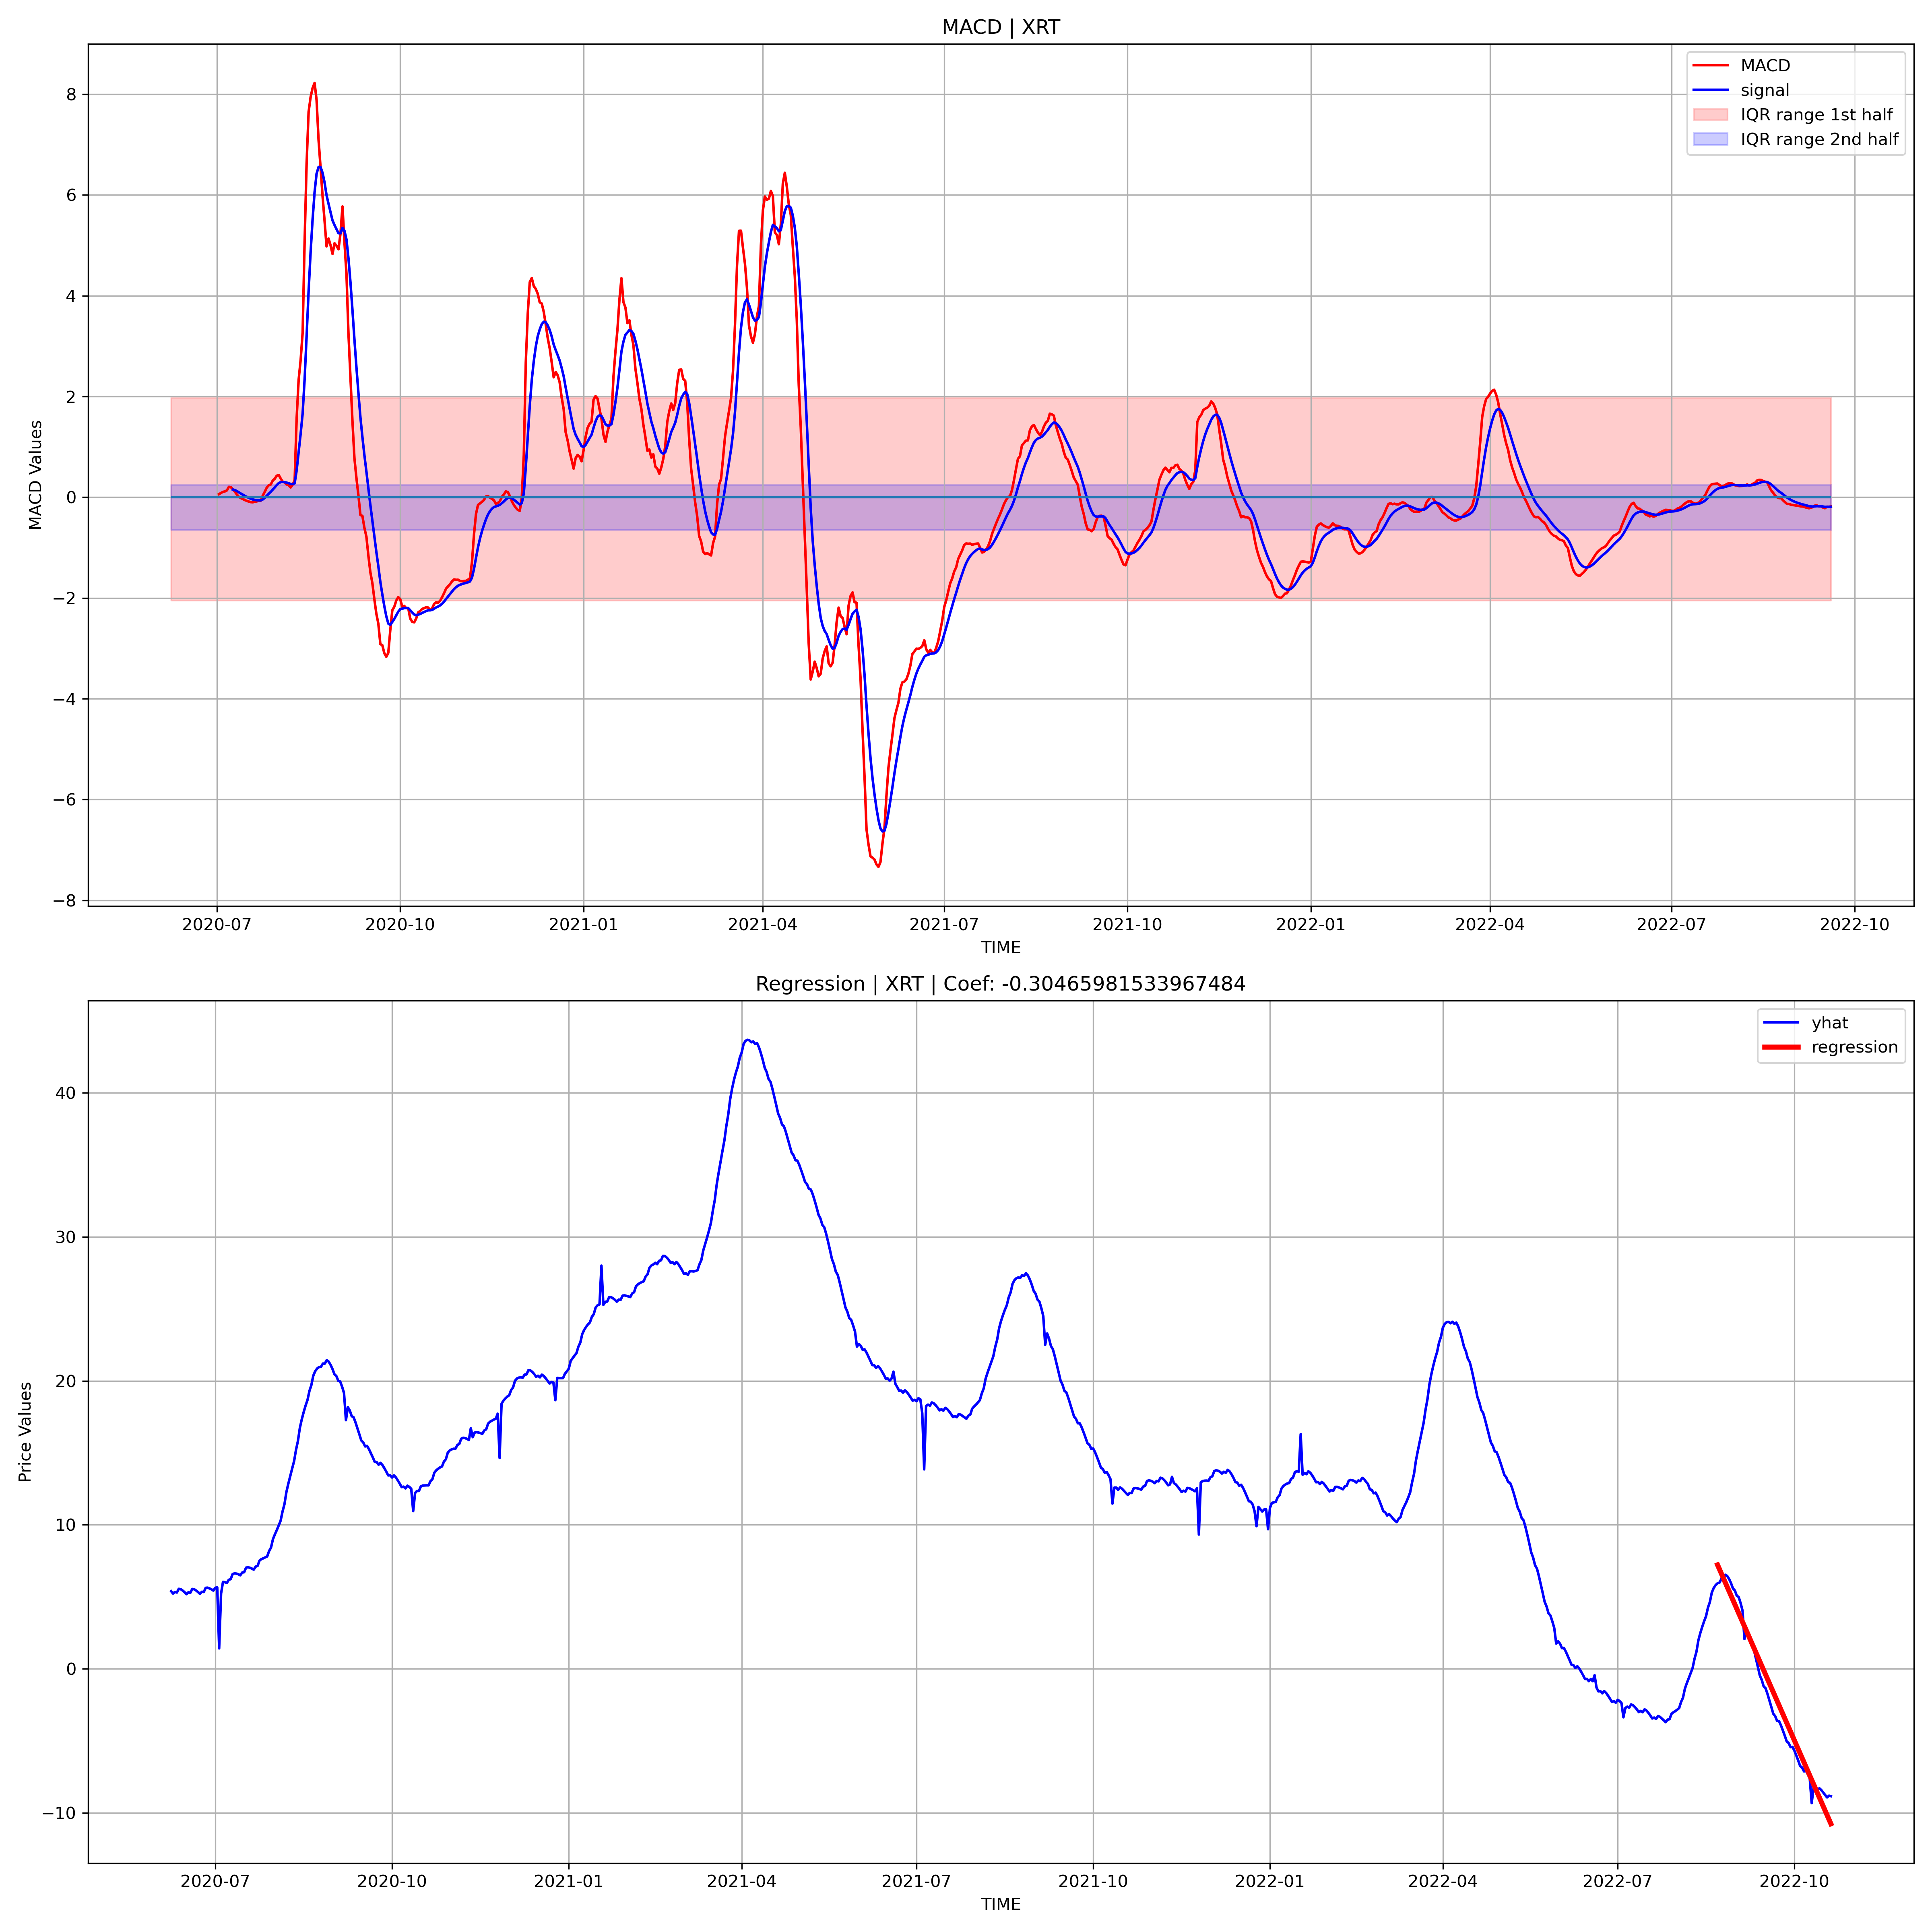 MACD | XRT
MACD
signal
IQR range 1st half
IQR range 2nd half
MACD Values
8
6
4
2
0
−2
−4
−6
−8
2020-07 2020-10 2021-01 2021-04 2021-07 2021-10 2022-01 2022-04 2022-07 2022-10
TIME
Regression | XRT | Coef: -0.30465981533967484
yhat
regression
Price Values
40
30
20
10
0
−10
2020-07 2020-10 2021-01 2021-04 2021-07 2021-10 2022-01 2022-04 2022-07 2022-10
TIME